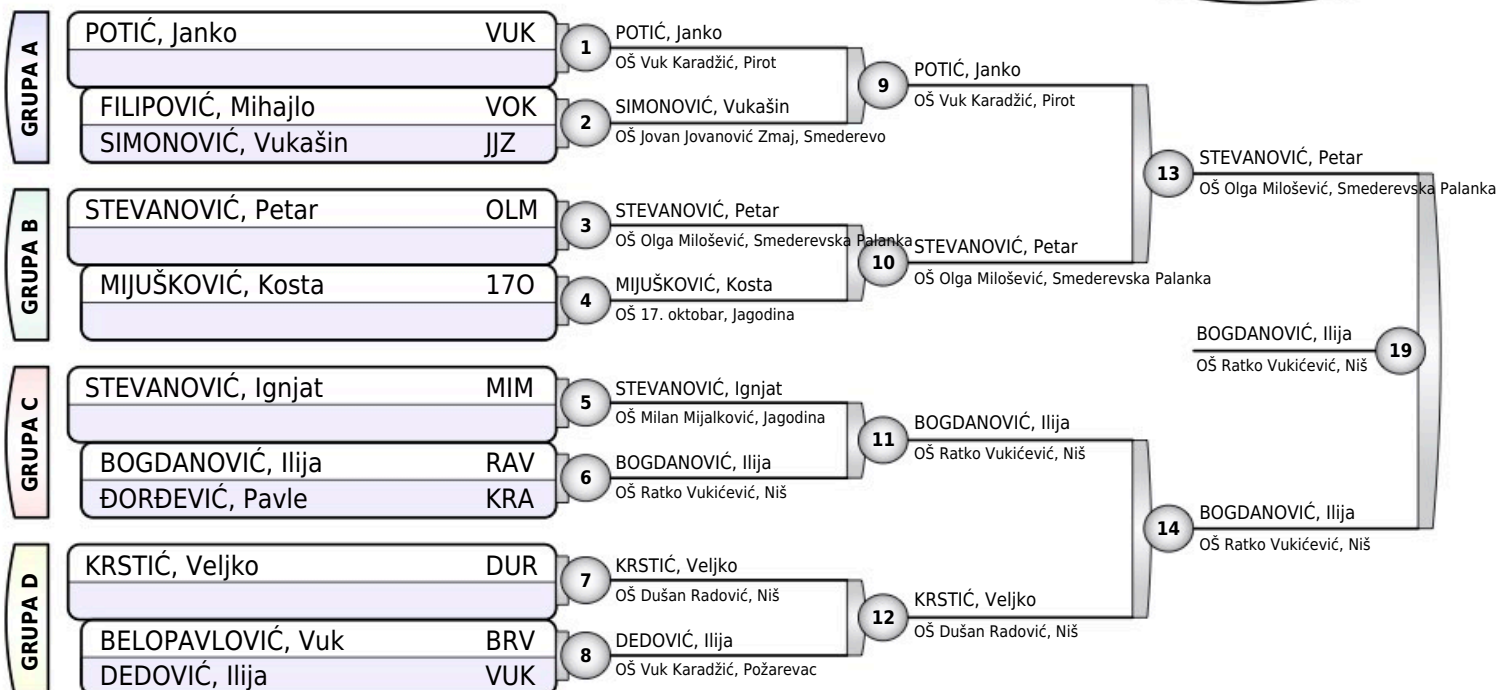 GRUPA A
POTIĆ, Janko VUK
FILIPOVIĆ, Mihajlo VOK
SIMONOVIĆ, Vukašin JJZ
GRUPA B
STEVANOVIĆ, Petar OLM
MIJUŠKOVIĆ, Kosta 17O
GRUPA C
STEVANOVIĆ, Ignjat MIM
BOGDANOVIĆ, Ilija RAV
ĐORĐEVIĆ, Pavle KRA
GRUPA D
KRSTIĆ, Veljko DUR
BELOPAVLOVIĆ, Vuk BRV
DEDOVIĆ, Ilija VUK
1
POTIĆ, Janko
OŠ Vuk Karadžić, Pirot
2
SIMONOVIĆ, Vukašin
OŠ Jovan Jovanović Zmaj, Smederevo
3
STEVANOVIĆ, Petar
OŠ Olga Milošević, Smederevska Palanka
4
MIJUŠKOVIĆ, Kosta
OŠ 17. oktobar, Jagodina
5
STEVANOVIĆ, Ignjat
OŠ Milan Mijalković, Jagodina
6
BOGDANOVIĆ, Ilija
OŠ Ratko Vukićević, Niš
7
KRSTIĆ, Veljko
OŠ Dušan Radović, Niš
8
DEDOVIĆ, Ilija
OŠ Vuk Karadžić, Požarevac
9
POTIĆ, Janko
OŠ Vuk Karadžić, Pirot
10
STEVANOVIĆ, Petar
OŠ Olga Milošević, Smederevska Palanka
11
BOGDANOVIĆ, Ilija
OŠ Ratko Vukićević, Niš
12
KRSTIĆ, Veljko
OŠ Dušan Radović, Niš
13
STEVANOVIĆ, Petar
OŠ Olga Milošević, Smederevska Palanka
14
BOGDANOVIĆ, Ilija
OŠ Ratko Vukićević, Niš
BOGDANOVIĆ, Ilija
OŠ Ratko Vukićević, Niš
19